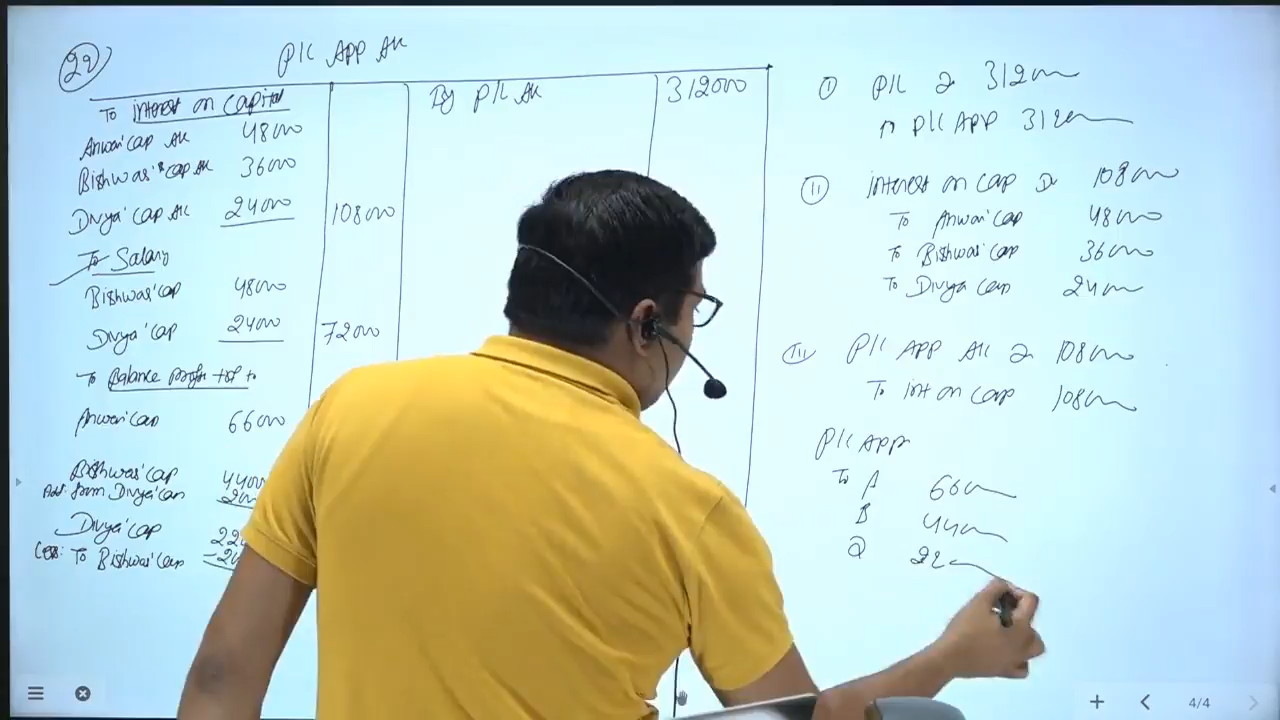 22
P/L APP A/c
To interest on capital
By P/L A/c 312000
Anwar'cap A/c 48000
Bishwas'cap A/c 36000
Divya'cap A/c 24000 108000
To Salary
Bishwas'cap 48000
Divya'cap 24000 72000
To Balance Profit
Anwar'cap 66000
Bishwas'cap
Add: from Divya'cap
Divya'cap
Less: To Bishwas'cap
I P/L Dr 312000
To P/L APP 312000
II interest on cap Dr 108000
To Anwar'cap 48000
To Bishwas'cap 36000
To Divya cap 24000
III P/L APP A/c Dr 108000
To int on cap 108000
P/L APP
To A 66000
B 44000
D 22000
4/4